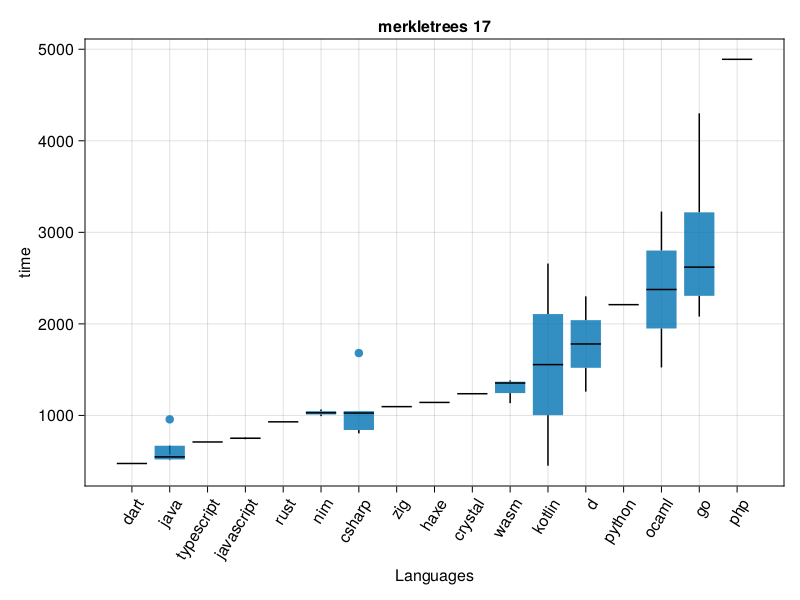 merkletrees 17
time
5000
4000
3000
2000
1000
dart
java
typescript
javascript
rust
nim
csharp
zig
haxe
crystal
wasm
kotlin
d
python
ocaml
go
php
Languages